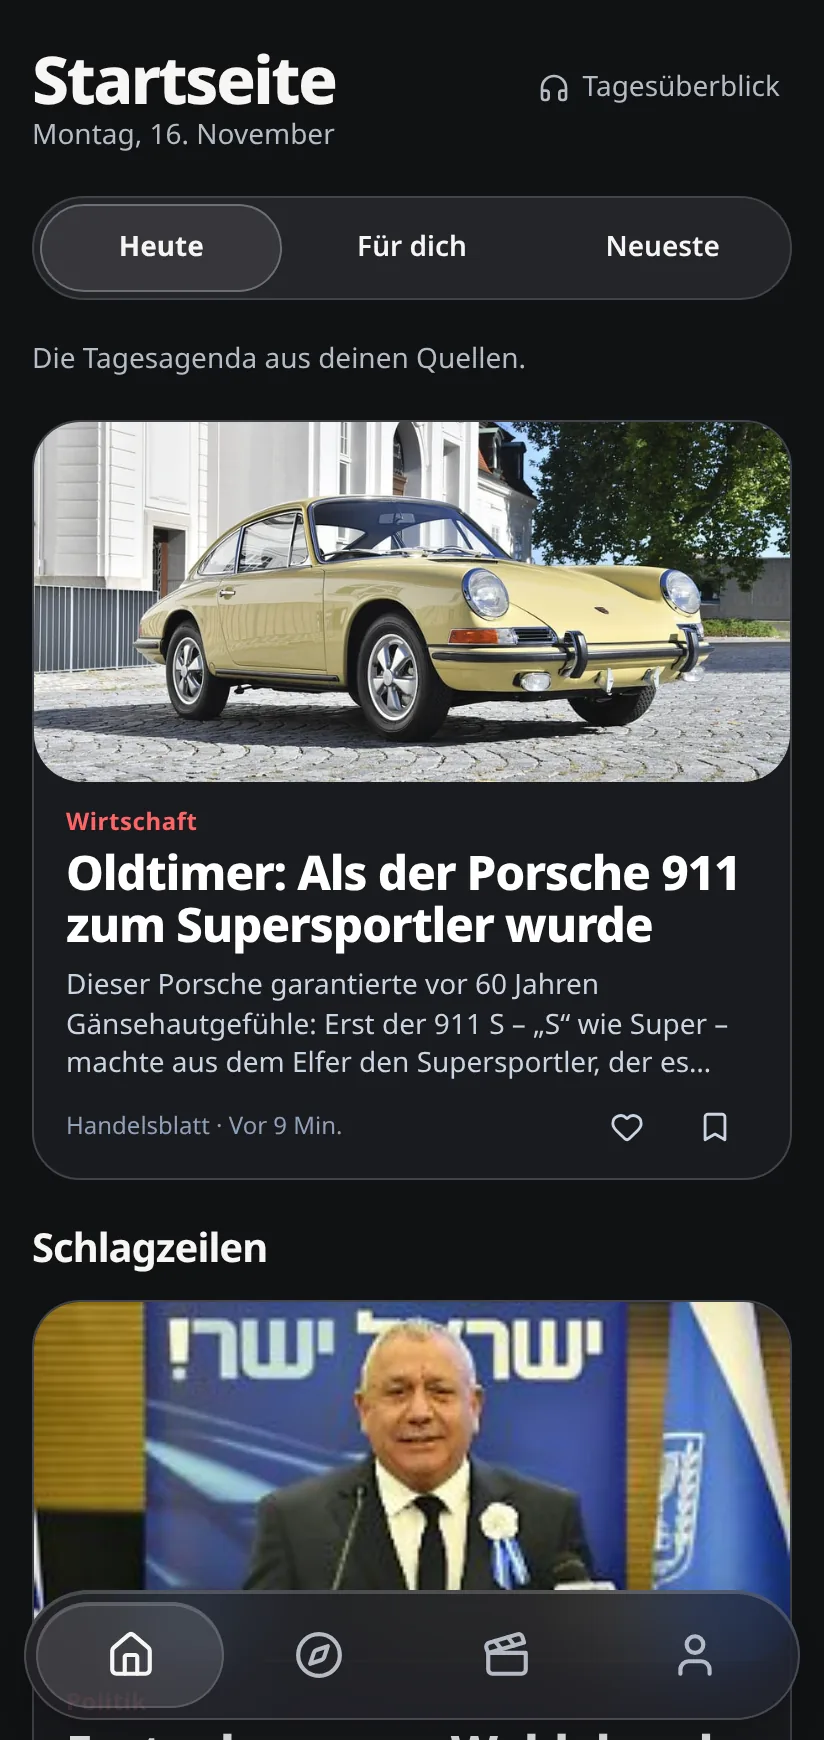 Startseite
Tagesüberblick
Montag, 16. November
Heute
Für dich
Neueste
Die Tagesagenda aus deinen Quellen.
Wirtschaft
Oldtimer: Als der Porsche 911
zum Supersportler wurde
Dieser Porsche garantierte vor 60 Jahren
Gänsehautgefühle: Erst der 911 S – „S“ wie Super –
machte aus dem Elfer den Supersportler, der es...
Handelsblatt · Vor 9 Min.
Schlagzeilen
ישר!
Politik